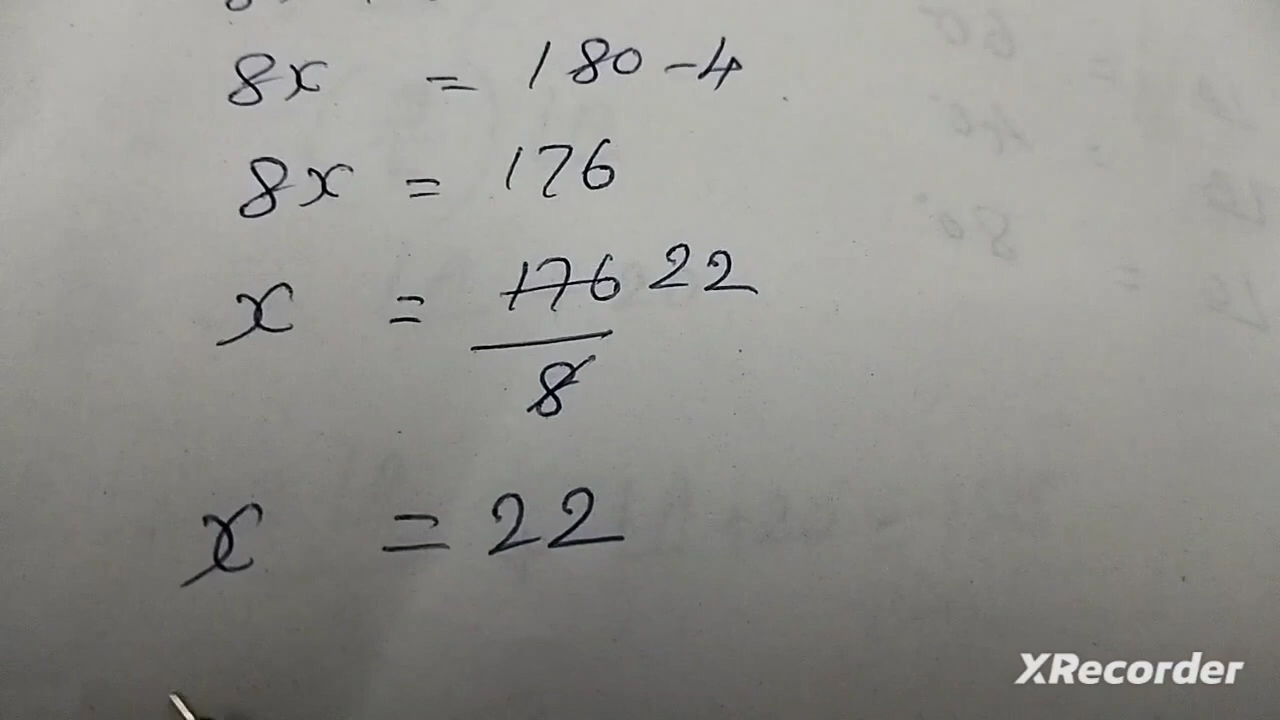 8x = 180 - 4
8x = 176
x = 176/8 22
x = 22
XRecorder